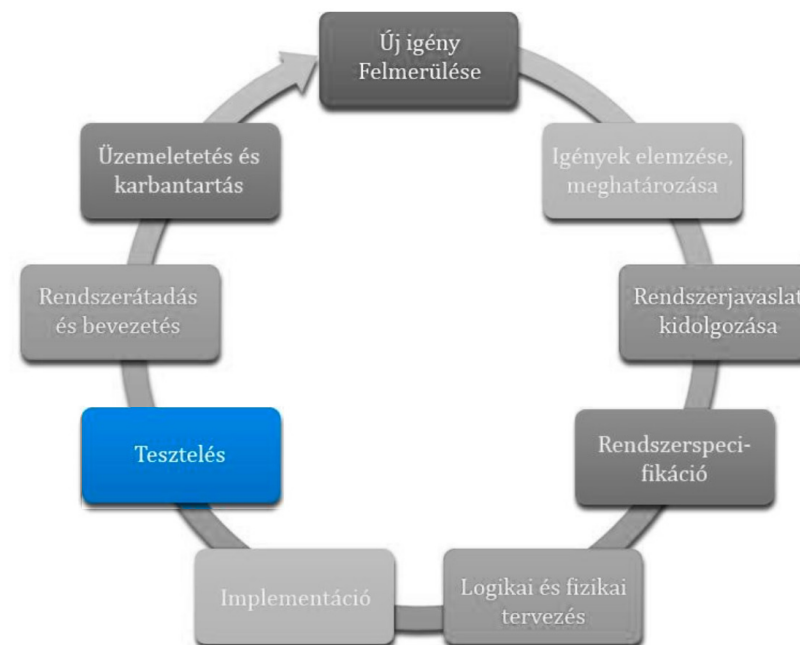 Új igény
Felmerülése
Igények elemzése,
meghatározása
Rendszerjavaslat
kidolgozása
Rendszerspeci-
fikáció
Logikai és fizikai
tervezés
Implementáció
Tesztelés
Rendszerátadás
és bevezetés
Üzemeletetés és
karbantartás